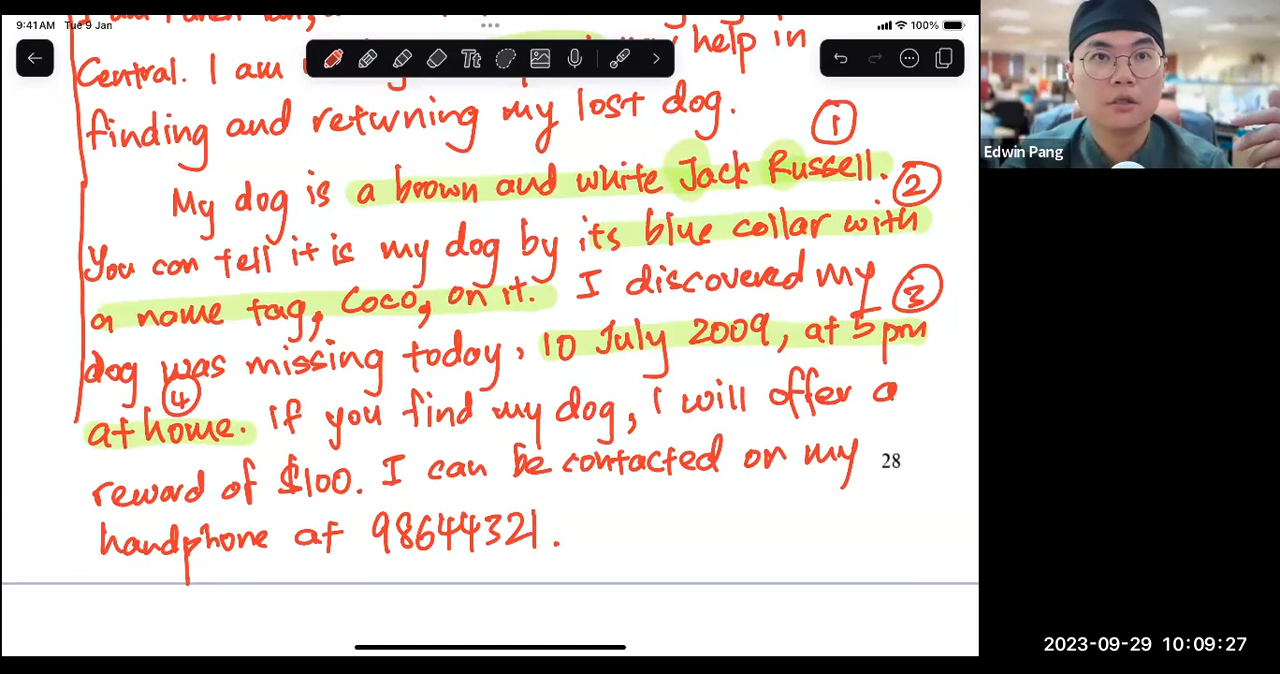 9:41 AM Tue 9 Jan
100%
Central. I am help in
finding and returning my lost dog.
1
My dog is a brown and white Jack Russell.
2
You can tell it is my dog by its blue collar with
a name tag, Coco, on it. I discovered my
3
dog was missing today, 10 July 2009, at 5pm
4
at home. If you find my dog, I will offer a
reward of $100. I can be contacted on my
28
handphone at 98644321.
Tt
Edwin Pang
2023-09-29 10:09:27